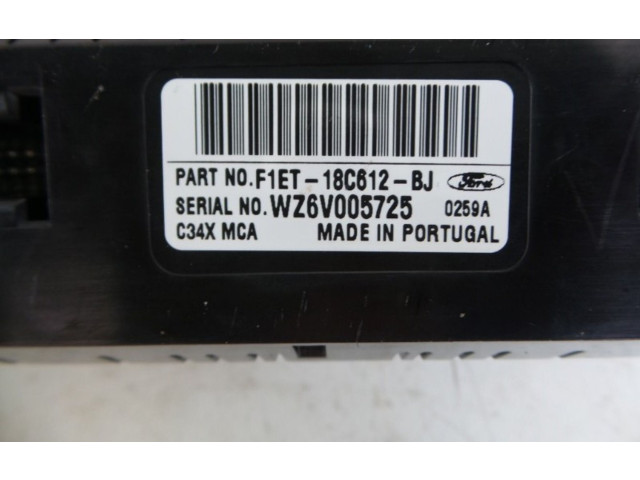 PART NO. F1ET-18C612-BJ Ford
SERIAL NO. WZ6V005725 0259A
C34X MCA MADE IN PORTUGAL